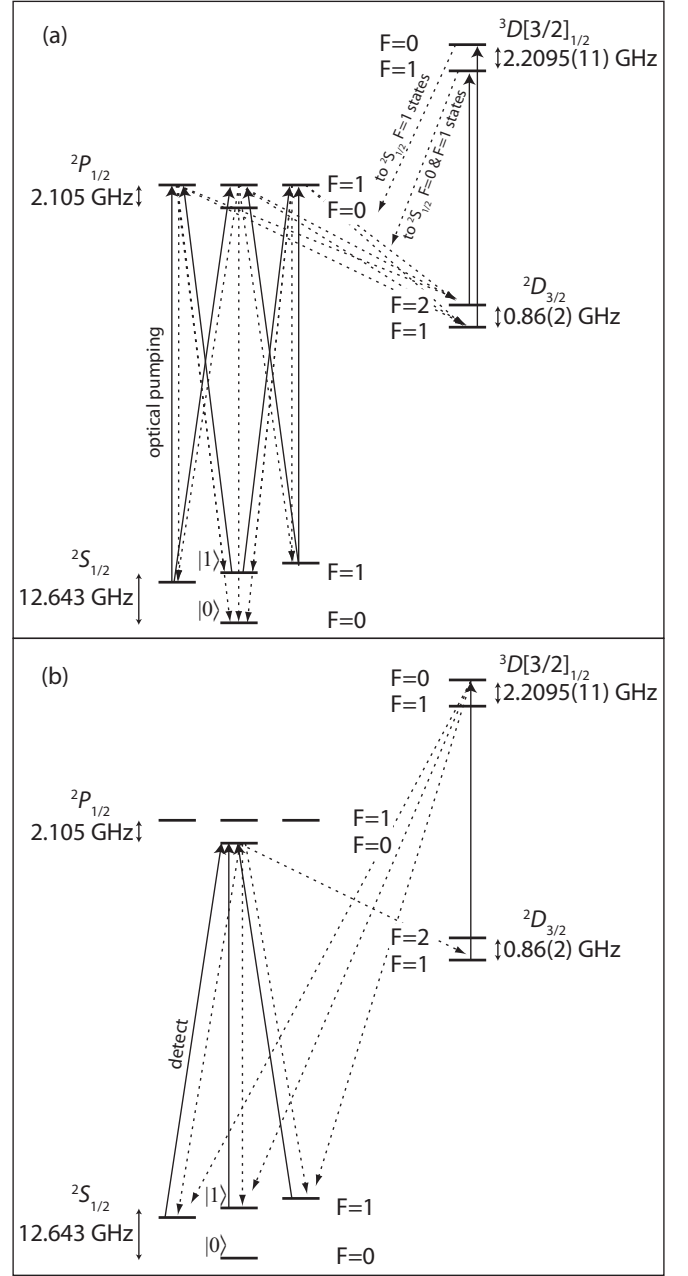 (a)
³D[3/2]₁/₂
F=0
F=1
2.2095(11) GHz
to ²S₁/₂ F=1 states
to ²S₁/₂ F=0 & F=1 states
²P₁/₂
2.105 GHz
F=1
F=0
²D₃/₂
F=2
F=1
0.86(2) GHz
optical pumping
²S₁/₂
12.643 GHz
|1⟩
F=1
|0⟩
F=0
(b)
³D[3/2]₁/₂
F=0
F=1
2.2095(11) GHz
²P₁/₂
2.105 GHz
F=1
F=0
²D₃/₂
F=2
F=1
0.86(2) GHz
detect
²S₁/₂
12.643 GHz
|1⟩
F=1
|0⟩
F=0